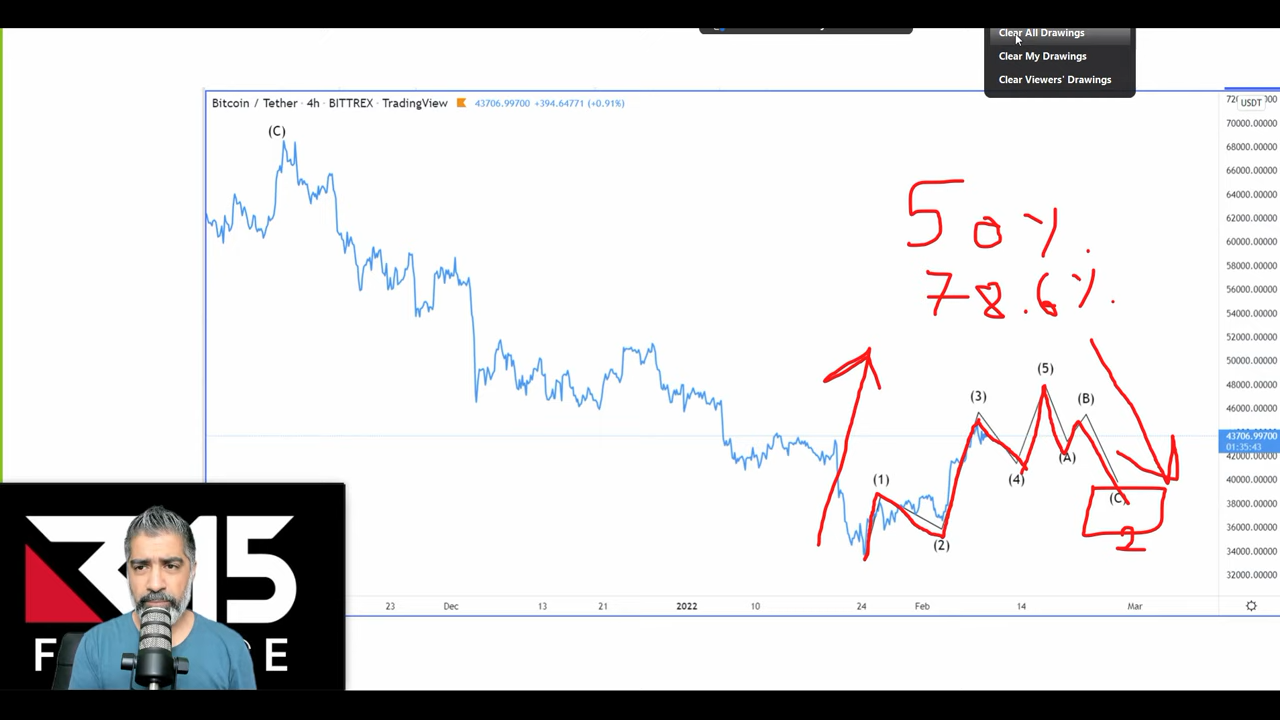 Clear All Drawings
Clear My Drawings
Clear Viewers' Drawings
Bitcoin / Tether · 4h · BITTREX · TradingView 43706.99700 +394.64771 (+0.91%)
USDT
(C)
70000.00000
68000.00000
66000.00000
64000.00000
62000.00000
60000.00000
58000.00000
56000.00000
54000.00000
52000.00000
50000.00000
48000.00000
46000.00000
43706.99700
01:35:43
42000.00000
40000.00000
38000.00000
36000.00000
34000.00000
32000.00000
50%.
78.6%.
(1)
(2)
(3)
(4)
(5)
(A)
(B)
(C)
2
23 Dec 13 21 2022 10 24 Feb 14 Mar
R315